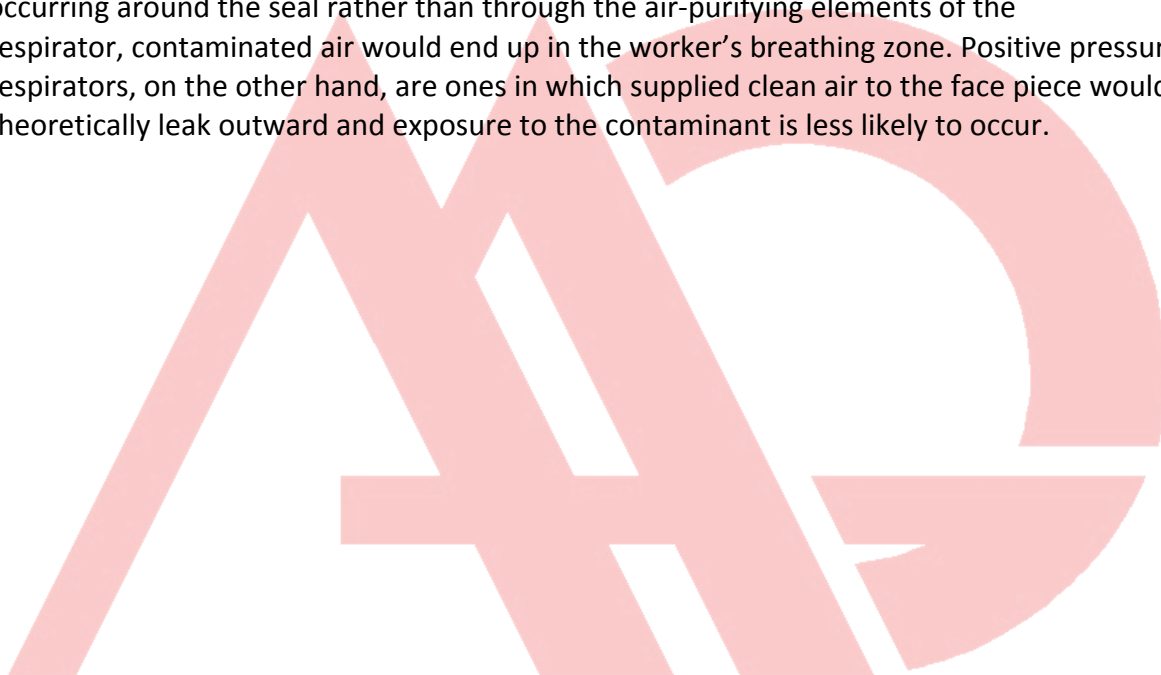 occurring around the seal rather than through the air-purifying elements of the
espirator, contaminated air would end up in the worker's breathing zone. Positive pressur
espirators, on the other hand, are ones in which supplied clean air to the face piece would
heoretically leak outward and exposure to the contaminant is less likely to occur.